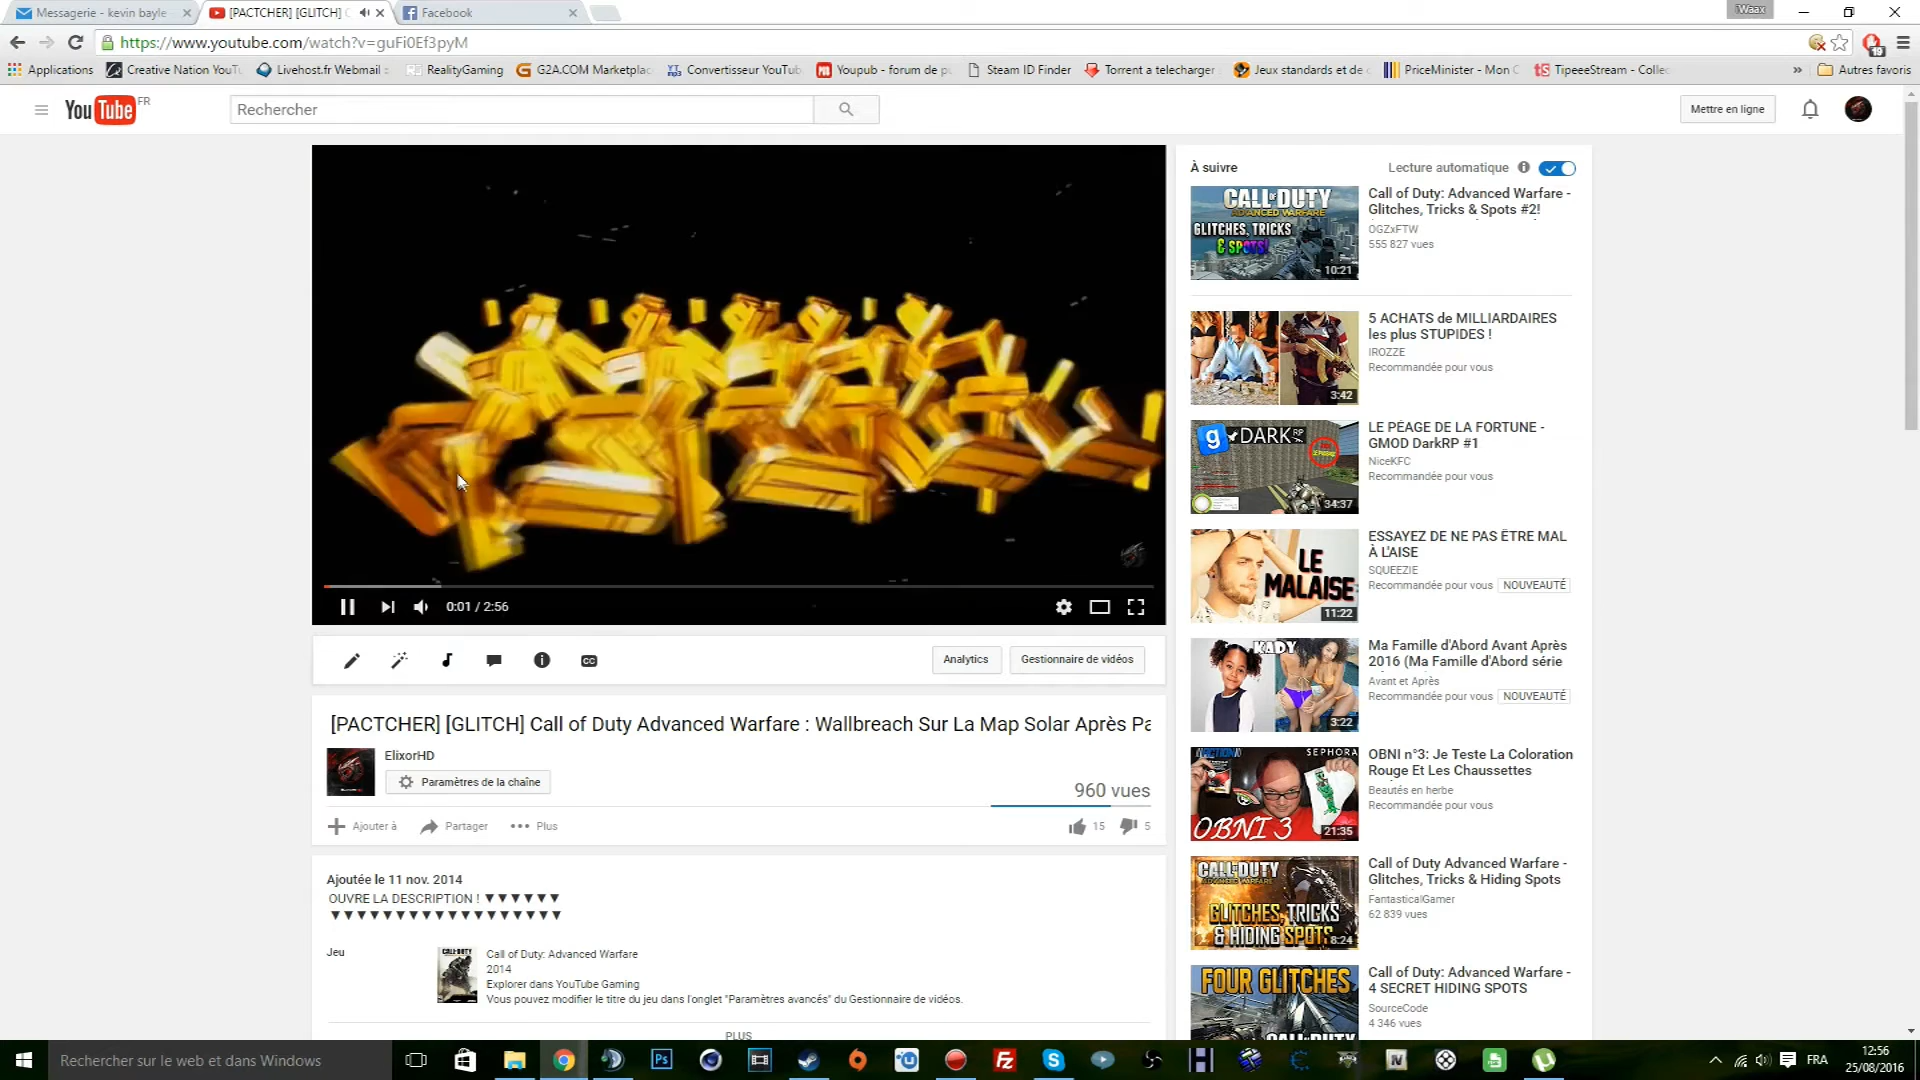 Messagerie - kevin bayle
[PACTCHER] [GLITCH]
Facebook
iWaax
https://www.youtube.com/watch?v=guFi0Ef3pyM
19
Applications
Creative Nation YouTu
Livehost.fr Webmail
RealityGaming
G2A.COM Marketplac
Convertisseur YouTub
Youpub - forum de p
Steam ID Finder
Torrent a telecharger
Jeux standards et de
PriceMinister - Mon
TipeeeStream - Collec
Autres favoris
YouTube FR
Rechercher
Mettre en ligne
0:01 / 2:56
Analytics
Gestionnaire de vidéos
[PACTCHER] [GLITCH] Call of Duty Advanced Warfare : Wallbreach Sur La Map Solar Après Pa
ElixorHD
Paramètres de la chaîne
960 vues
Ajouter à
Partager
Plus
15
5
Ajoutée le 11 nov. 2014
OUVRE LA DESCRIPTION ! ▼▼▼▼▼▼
▼▼▼▼▼▼▼▼▼▼▼▼▼▼▼▼▼▼
Jeu
Call of Duty: Advanced Warfare
2014
Explorer dans YouTube Gaming
Vous pouvez modifier le titre du jeu dans l'onglet "Paramètres avancés" du Gestionnaire de vidéos.
PLUS
À suivre
Lecture automatique
CALL OF DUTY
ADVANCED WARFARE
GLITCHES, TRICKS
& SPOTS!
10:21
Call of Duty: Advanced Warfare -
Glitches, Tricks & Spots #2!
OGZxFTW
555 827 vues
3:42
5 ACHATS de MILLIARDAIRES
les plus STUPIDES !
IROZZE
Recommandée pour vous
g DARK RP
34:37
LE PÉAGE DE LA FORTUNE -
GMOD DarkRP #1
NiceKFC
Recommandée pour vous
LE
MALAISE
11:22
ESSAYEZ DE NE PAS ÊTRE MAL
À L'AISE
SQUEEZIE
Recommandée pour vous NOUVEAUTÉ
KADY
3:22
Ma Famille d'Abord Avant Après
2016 (Ma Famille d'Abord série
Avant et Après
Recommandée pour vous NOUVEAUTÉ
SEPHORA
OBNI 3
21:35
OBNI n°3: Je Teste La Coloration
Rouge Et Les Chaussettes
Beautés en herbe
Recommandée pour vous
CALL OF DUTY
ADVANCED WARFARE
GLITCHES, TRICKS
& HIDING SPOTS
8:24
Call of Duty Advanced Warfare -
Glitches, Tricks & Hiding Spots
FantasticalGamer
62 839 vues
FOUR GLITCHES
CALL OF DUTY
Call of Duty: Advanced Warfare -
4 SECRET HIDING SPOTS
SourceCode
4 346 vues
Rechercher sur le web et dans Windows
FRA
12:56
25/08/2016